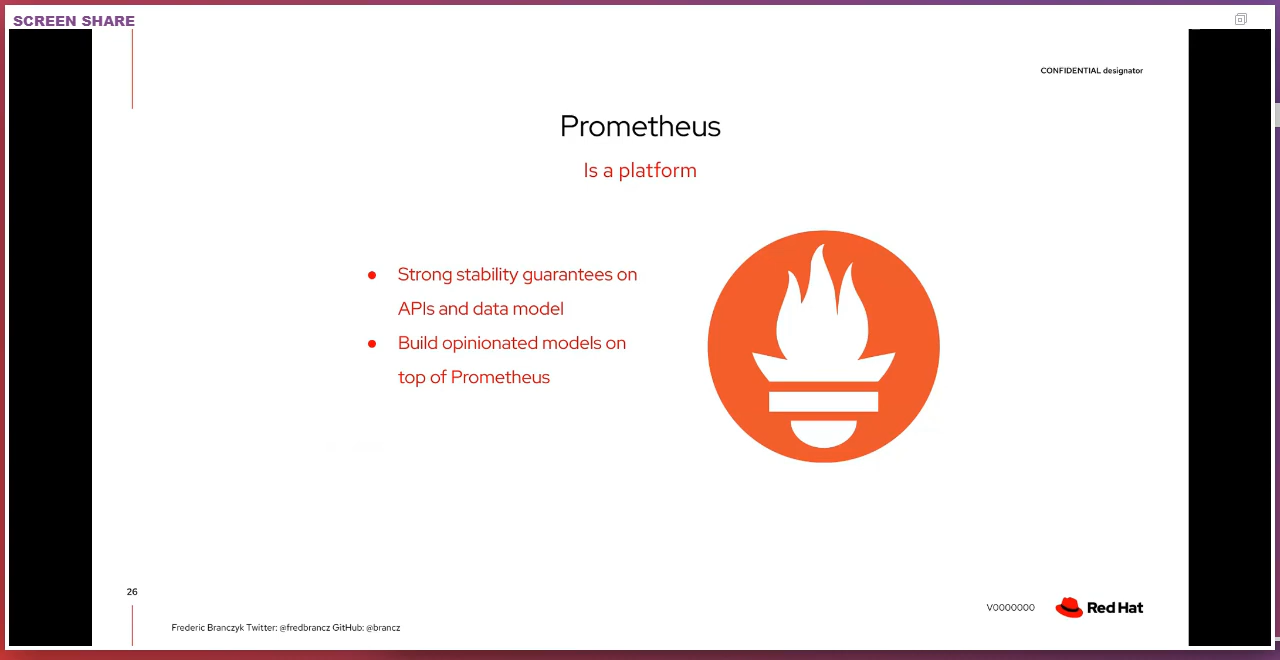 SCREEN SHARE
CONFIDENTIAL designator
Prometheus
Is a platform
● Strong stability guarantees on
APIs and data model
● Build opinionated models on
top of Prometheus
26
V0000000
Red Hat
Frederic Branczyk Twitter: @fredbrancz GitHub: @brancz